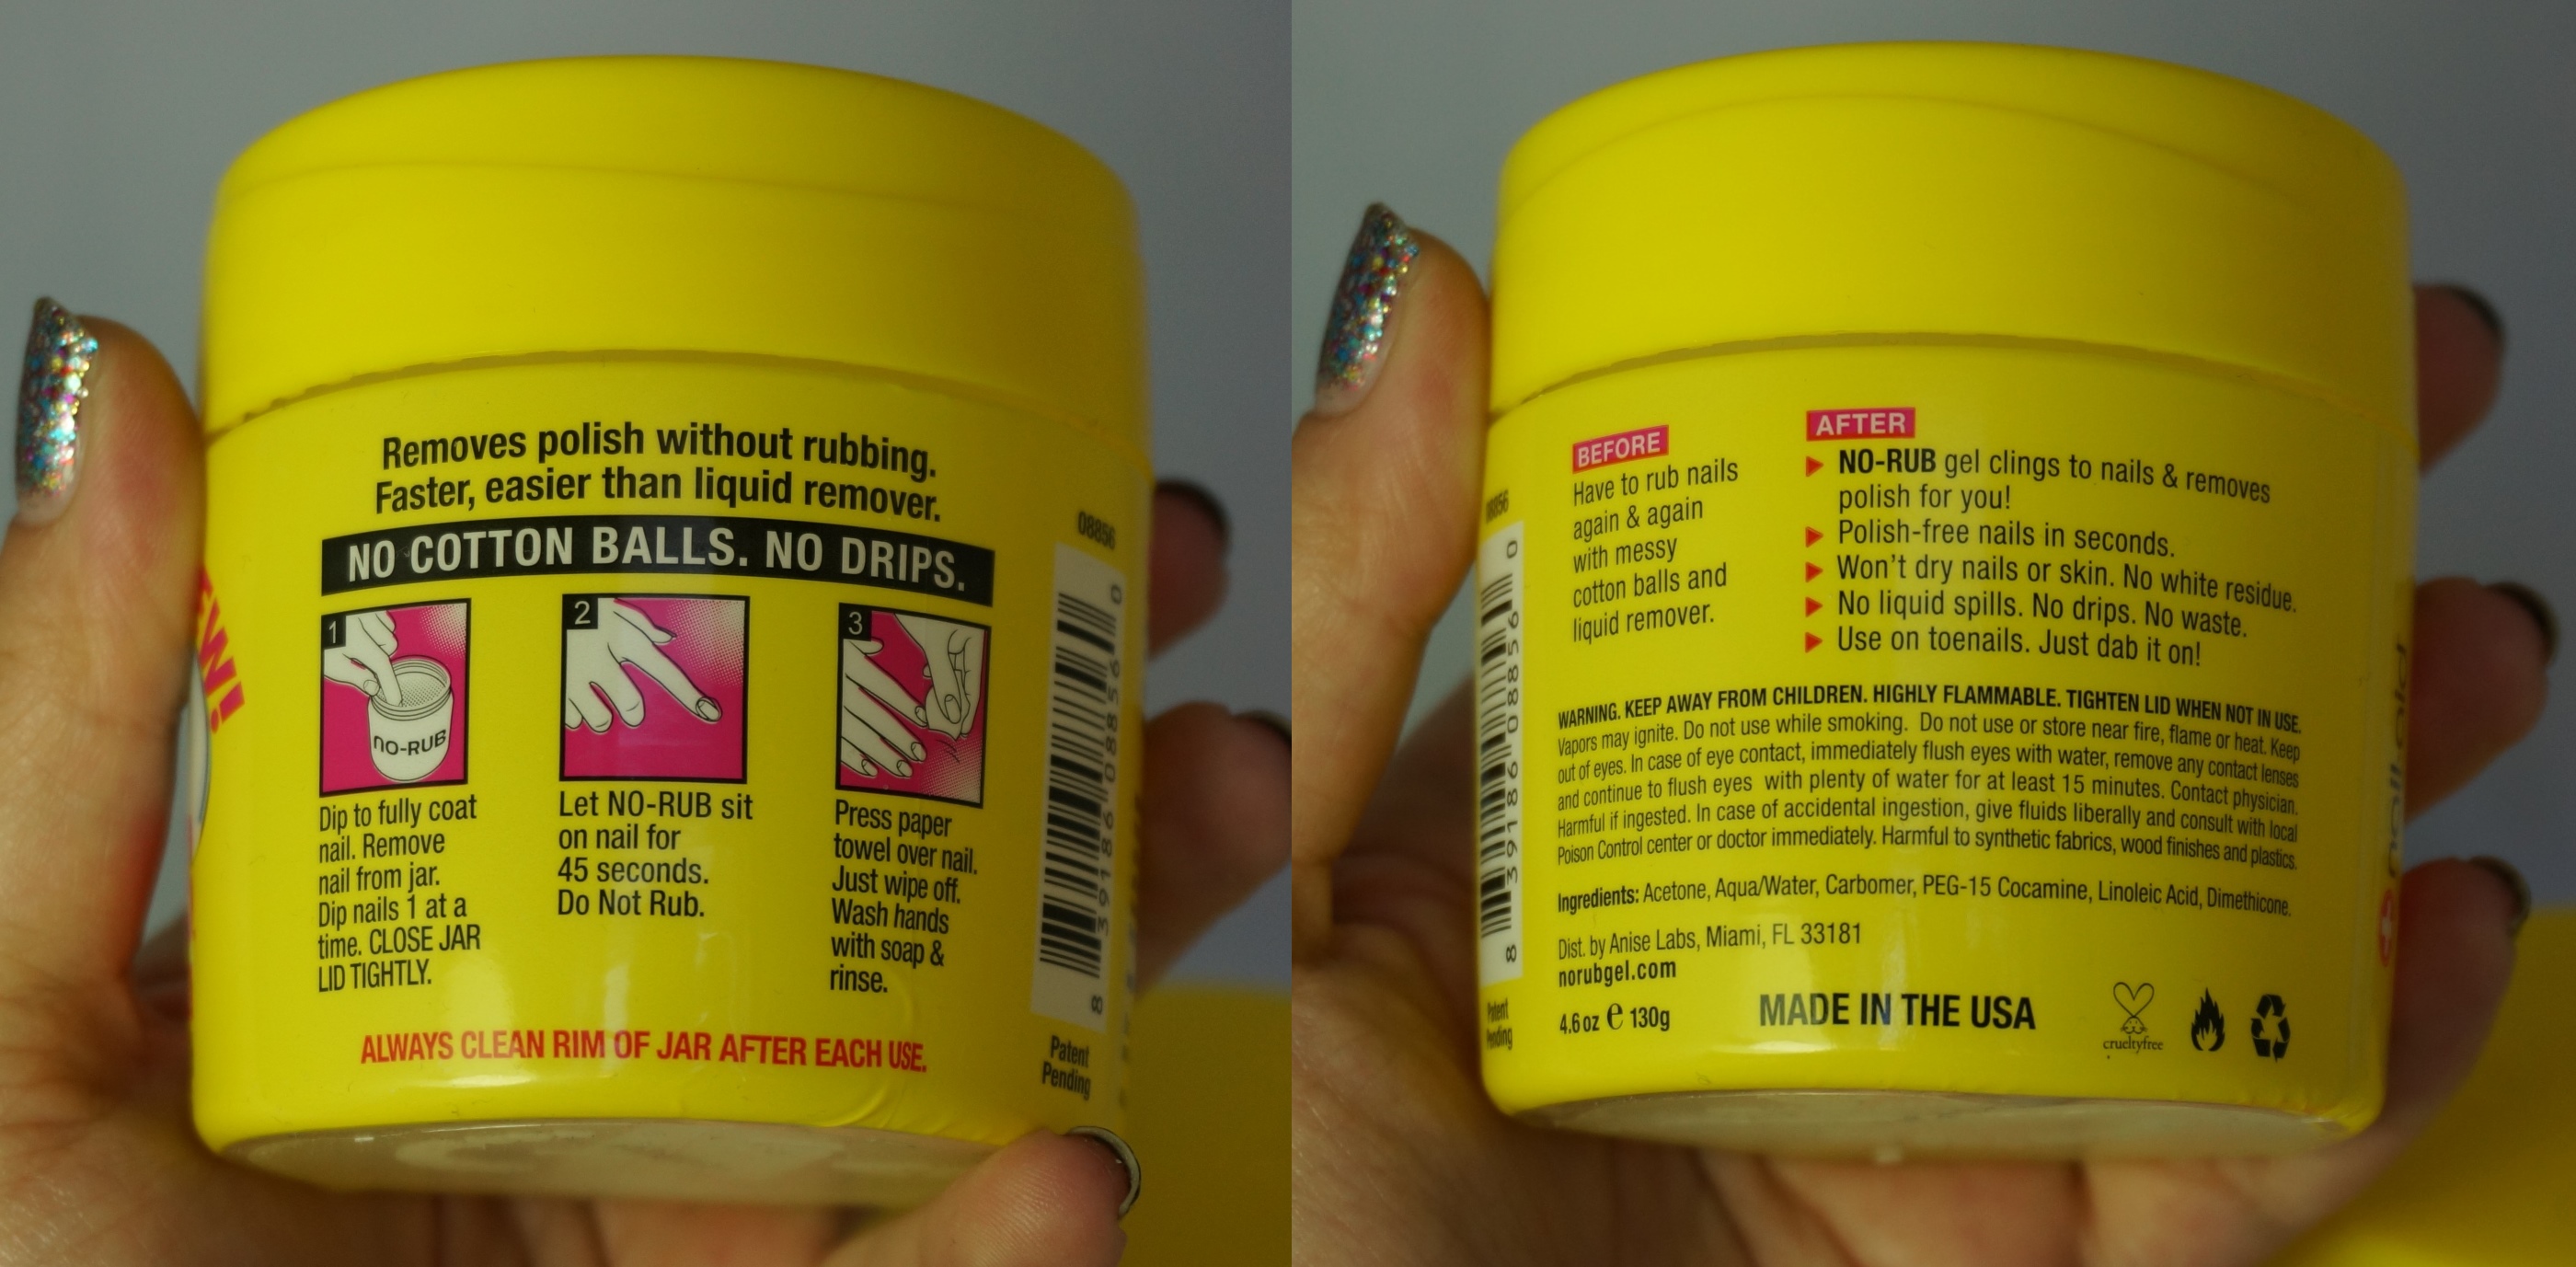 Removes polish without rubbing.
Faster, easier than liquid remover.
NO COTTON BALLS. NO DRIPS.
1
NO-RUB
Dip to fully coat
nail. Remove
nail from jar.
Dip nails 1 at a
time. CLOSE JAR
LID TIGHTLY.
2
Let NO-RUB sit
on nail for
45 seconds.
Do Not Rub.
3
Press paper
towel over nail.
Just wipe off.
Wash hands
with soap &
rinse.
ALWAYS CLEAN RIM OF JAR AFTER EACH USE.
08856
8 39186 08856 0
Patent
Pending
BEFORE
Have to rub nails
again & again
with messy
cotton balls and
liquid remover.
AFTER
NO-RUB gel clings to nails & removes
polish for you!
Polish-free nails in seconds.
Won't dry nails or skin. No white residue.
No liquid spills. No drips. No waste.
Use on toenails. Just dab it on!
WARNING. KEEP AWAY FROM CHILDREN. HIGHLY FLAMMABLE. TIGHTEN LID WHEN NOT IN USE.
Vapors may ignite. Do not use while smoking. Do not use or store near fire, flame or heat. Keep
out of eyes. In case of eye contact, immediately flush eyes with water, remove any contact lenses
and continue to flush eyes with plenty of water for at least 15 minutes. Contact physician.
Harmful if ingested. In case of accidental ingestion, give fluids liberally and consult with local
Poison Control center or doctor immediately. Harmful to synthetic fabrics, wood finishes and plastics.
Ingredients: Acetone, Aqua/Water, Carbomer, PEG-15 Cocamine, Linoleic Acid, Dimethicone.
Dist. by Anise Labs, Miami, FL 33181
norubgel.com
4.6 oz e 130g
MADE IN THE USA
crueltyfree
08856
8 39186 08856 0
Patent
Pending